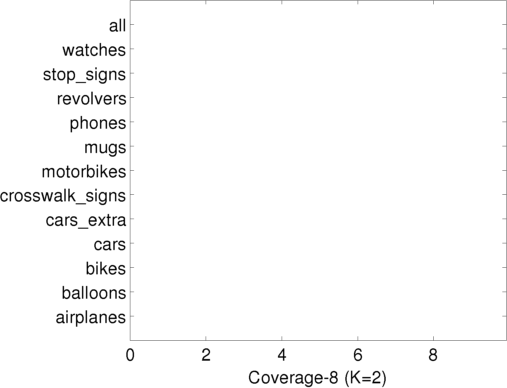 all
watches
stop_signs
revolvers
phones
mugs
motorbikes
crosswalk_signs
cars_extra
cars
bikes
balloons
airplanes
0 2 4 6 8
Coverage-8 (K=2)